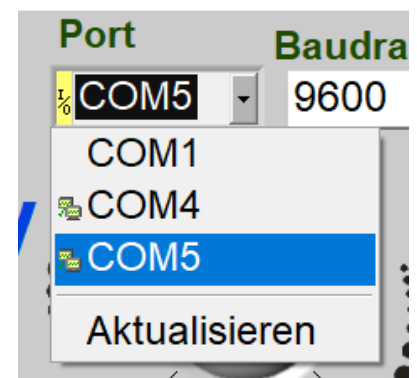 Port
Baudra
I/O COM5
9600
COM1
COM4
COM5
Aktualisieren